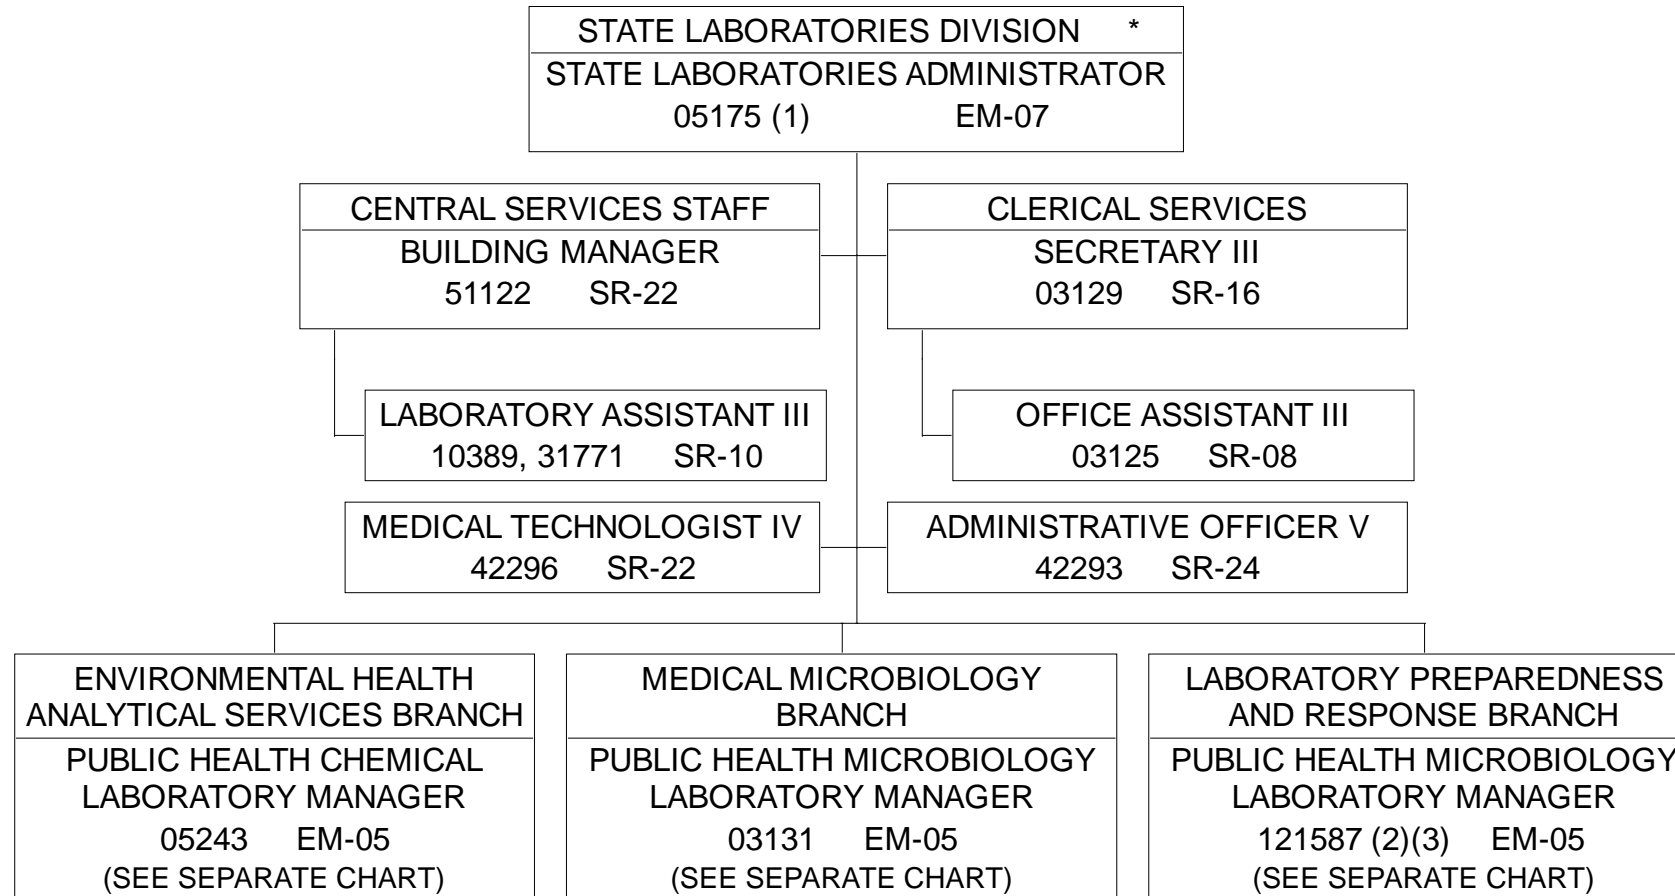 STATE LABORATORIES DIVISION *
STATE LABORATORIES ADMINISTRATOR
05175 (1) EM-07
CENTRAL SERVICES STAFF
BUILDING MANAGER
51122 SR-22
CLERICAL SERVICES
SECRETARY III
03129 SR-16
LABORATORY ASSISTANT III
10389, 31771 SR-10
OFFICE ASSISTANT III
03125 SR-08
MEDICAL TECHNOLOGIST IV
42296 SR-22
ADMINISTRATIVE OFFICER V
42293 SR-24
ENVIRONMENTAL HEALTH
ANALYTICAL SERVICES BRANCH
PUBLIC HEALTH CHEMICAL
LABORATORY MANAGER
05243 EM-05
(SEE SEPARATE CHART)
MEDICAL MICROBIOLOGY
BRANCH
PUBLIC HEALTH MICROBIOLOGY
LABORATORY MANAGER
03131 EM-05
(SEE SEPARATE CHART)
LABORATORY PREPAREDNESS
AND RESPONSE BRANCH
PUBLIC HEALTH MICROBIOLOGY
LABORATORY MANAGER
121587 (2)(3) EM-05
(SEE SEPARATE CHART)